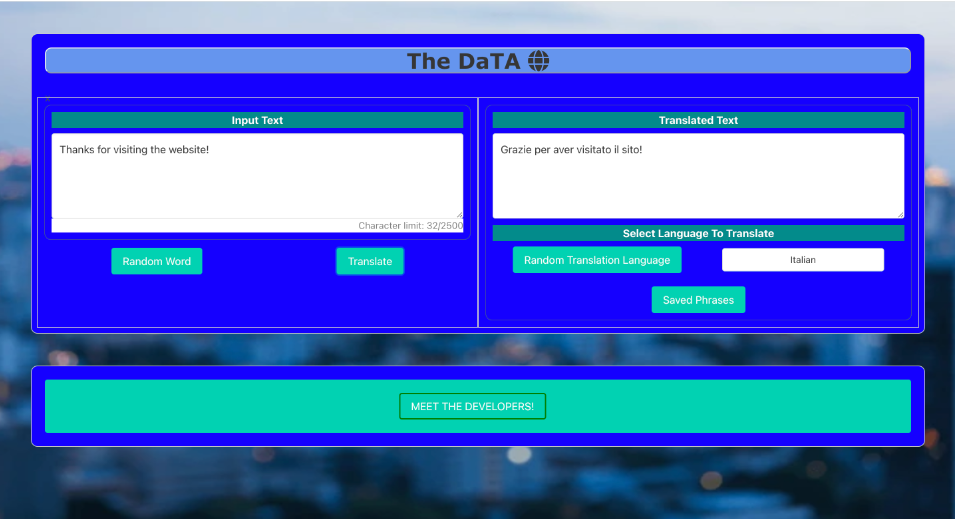 The DaTA
x
Input Text
Thanks for visiting the website!
Character limit: 32/2500
Random Word
Translate
Translated Text
Grazie per aver visitato il sito!
Select Language To Translate
Random Translation Language
Italian
Saved Phrases
MEET THE DEVELOPERS!